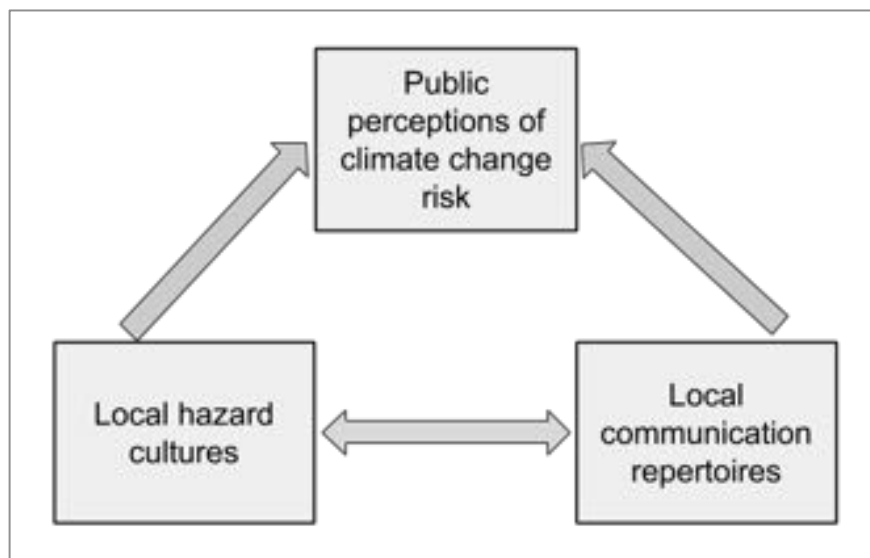 Public
perceptions of
climate change
risk
Local hazard
cultures
Local
communication
repertoires